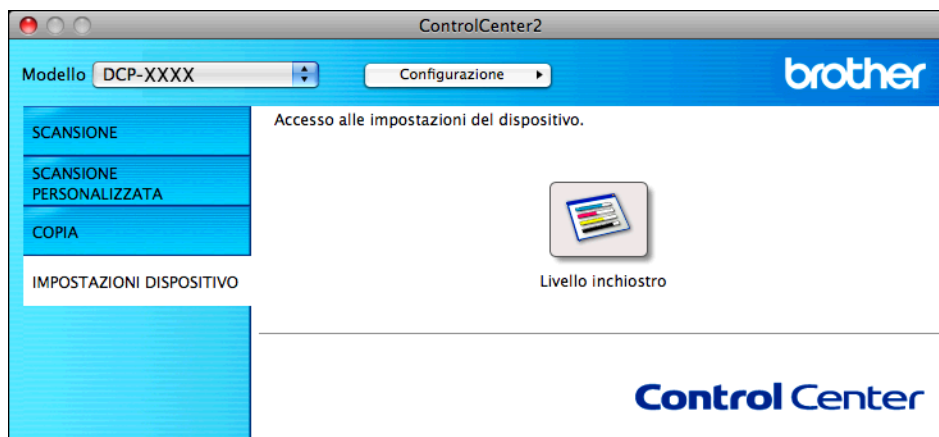 ControlCenter2
Modello DCP-XXXX Configurazione brother
SCANSIONE
SCANSIONE
PERSONALIZZATA
COPIA
IMPOSTAZIONI DISPOSITIVO
Accesso alle impostazioni del dispositivo.
Livello inchiostro
Control Center